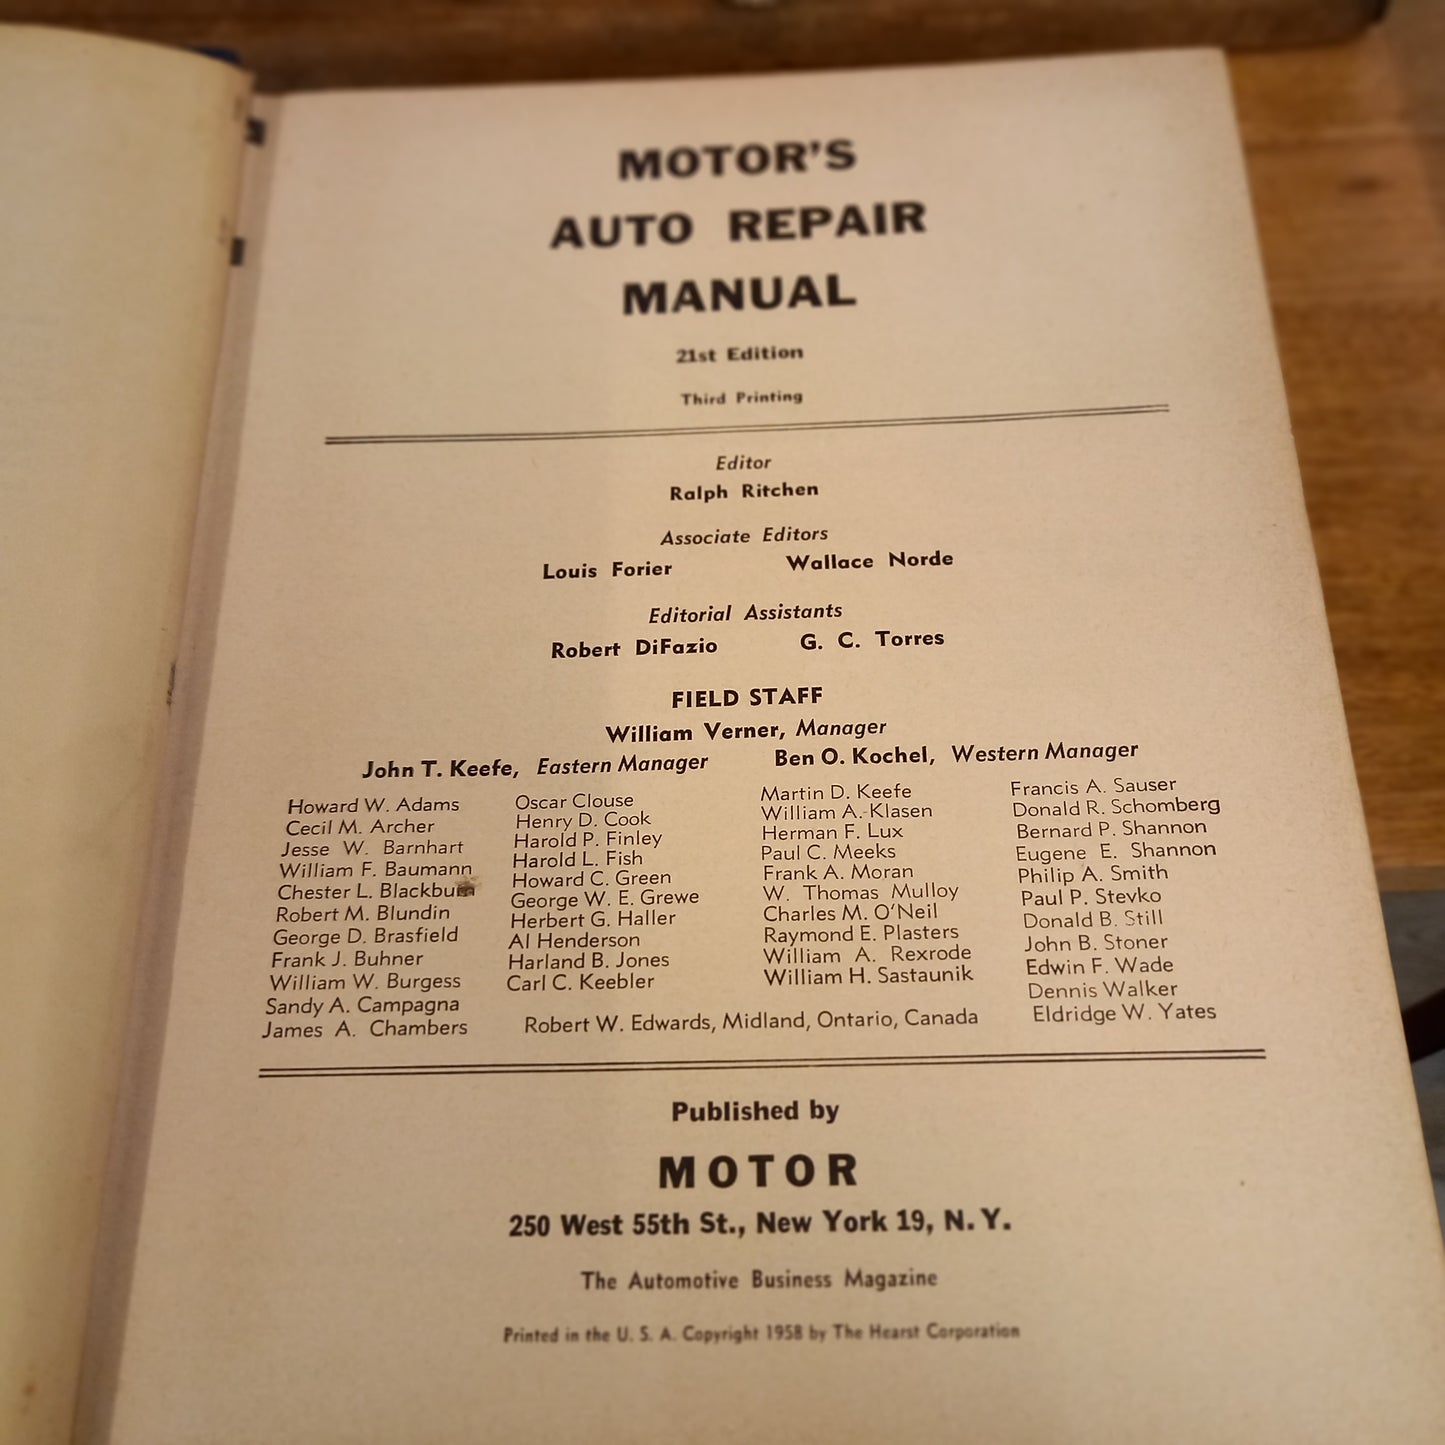 MOTOR'S
AUTO REPAIR
MANUAL
21st Edition
Third Printing
Editor
Ralph Ritchen
Associate Editors
Louis Forier Wallace Norde
Editorial Assistants
Robert DiFazio G. C. Torres
FIELD STAFF
William Verner, Manager
John T. Keefe, Eastern Manager Ben O. Kochel, Western Manager
Howard W. Adams
Cecil M. Archer
Jesse W. Barnhart
William F. Baumann
Chester L. Blackburn
Robert M. Blundin
George D. Brasfield
Frank J. Buhner
William W. Burgess
Sandy A. Campagna
James A. Chambers
Oscar Clouse
Henry D. Cook
Harold P. Finley
Harold L. Fish
Howard C. Green
George W. E. Grewe
Herbert G. Haller
Al Henderson
Harland B. Jones
Carl C. Keebler
Martin D. Keefe
William A. Klasen
Herman F. Lux
Paul C. Meeks
Frank A. Moran
W. Thomas Mulloy
Charles M. O'Neil
Raymond E. Plasters
William A. Rexrode
William H. Sastaunik
Francis A. Sauser
Donald R. Schomberg
Bernard P. Shannon
Eugene E. Shannon
Philip A. Smith
Paul P. Stevko
Donald B. Still
John B. Stoner
Edwin F. Wade
Dennis Walker
Eldridge W. Yates
Robert W. Edwards, Midland, Ontario, Canada
Published by
MOTOR
250 West 55th St., New York 19, N. Y.
The Automotive Business Magazine
Printed in the U. S. A. Copyright 1958 by The Hearst Corporation